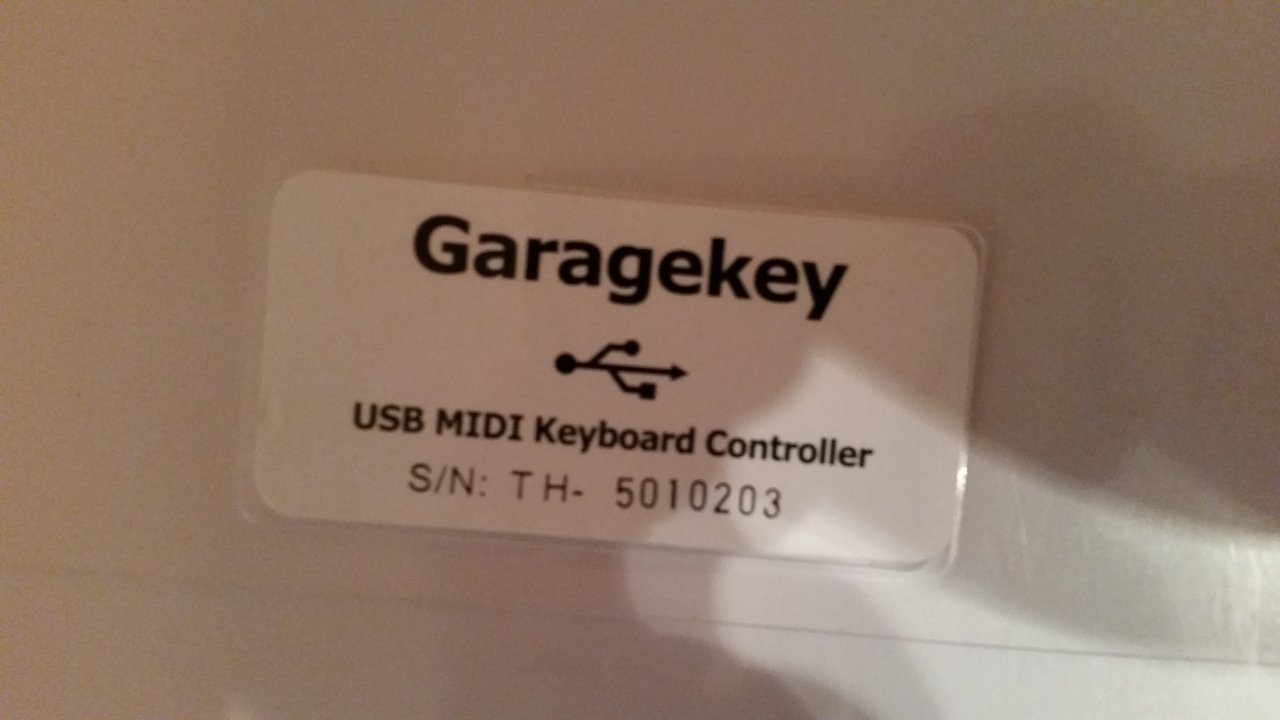 Garagekey
USB MIDI Keyboard Controller
S/N: TH- 5010203